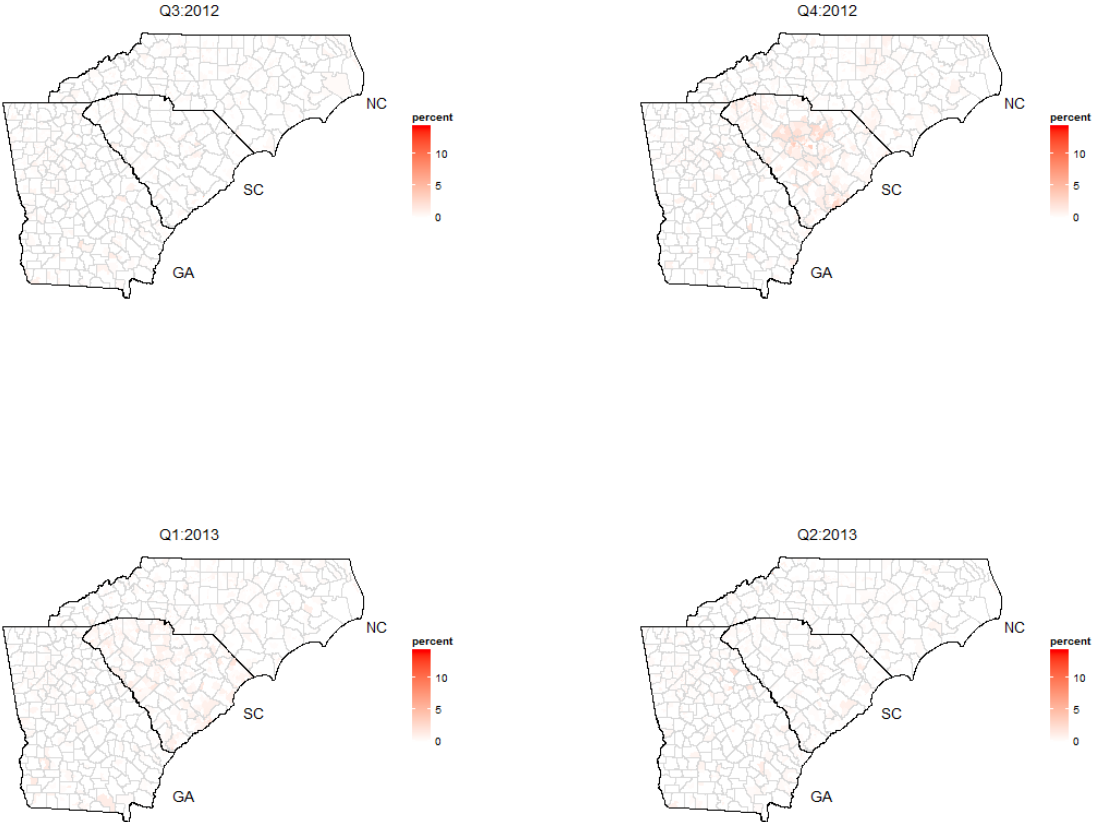 Q3:2012
NC
SC
GA
percent
10
5
0
Q4:2012
NC
SC
GA
percent
10
5
0
Q1:2013
NC
SC
GA
percent
10
5
0
Q2:2013
NC
SC
GA
percent
10
5
0